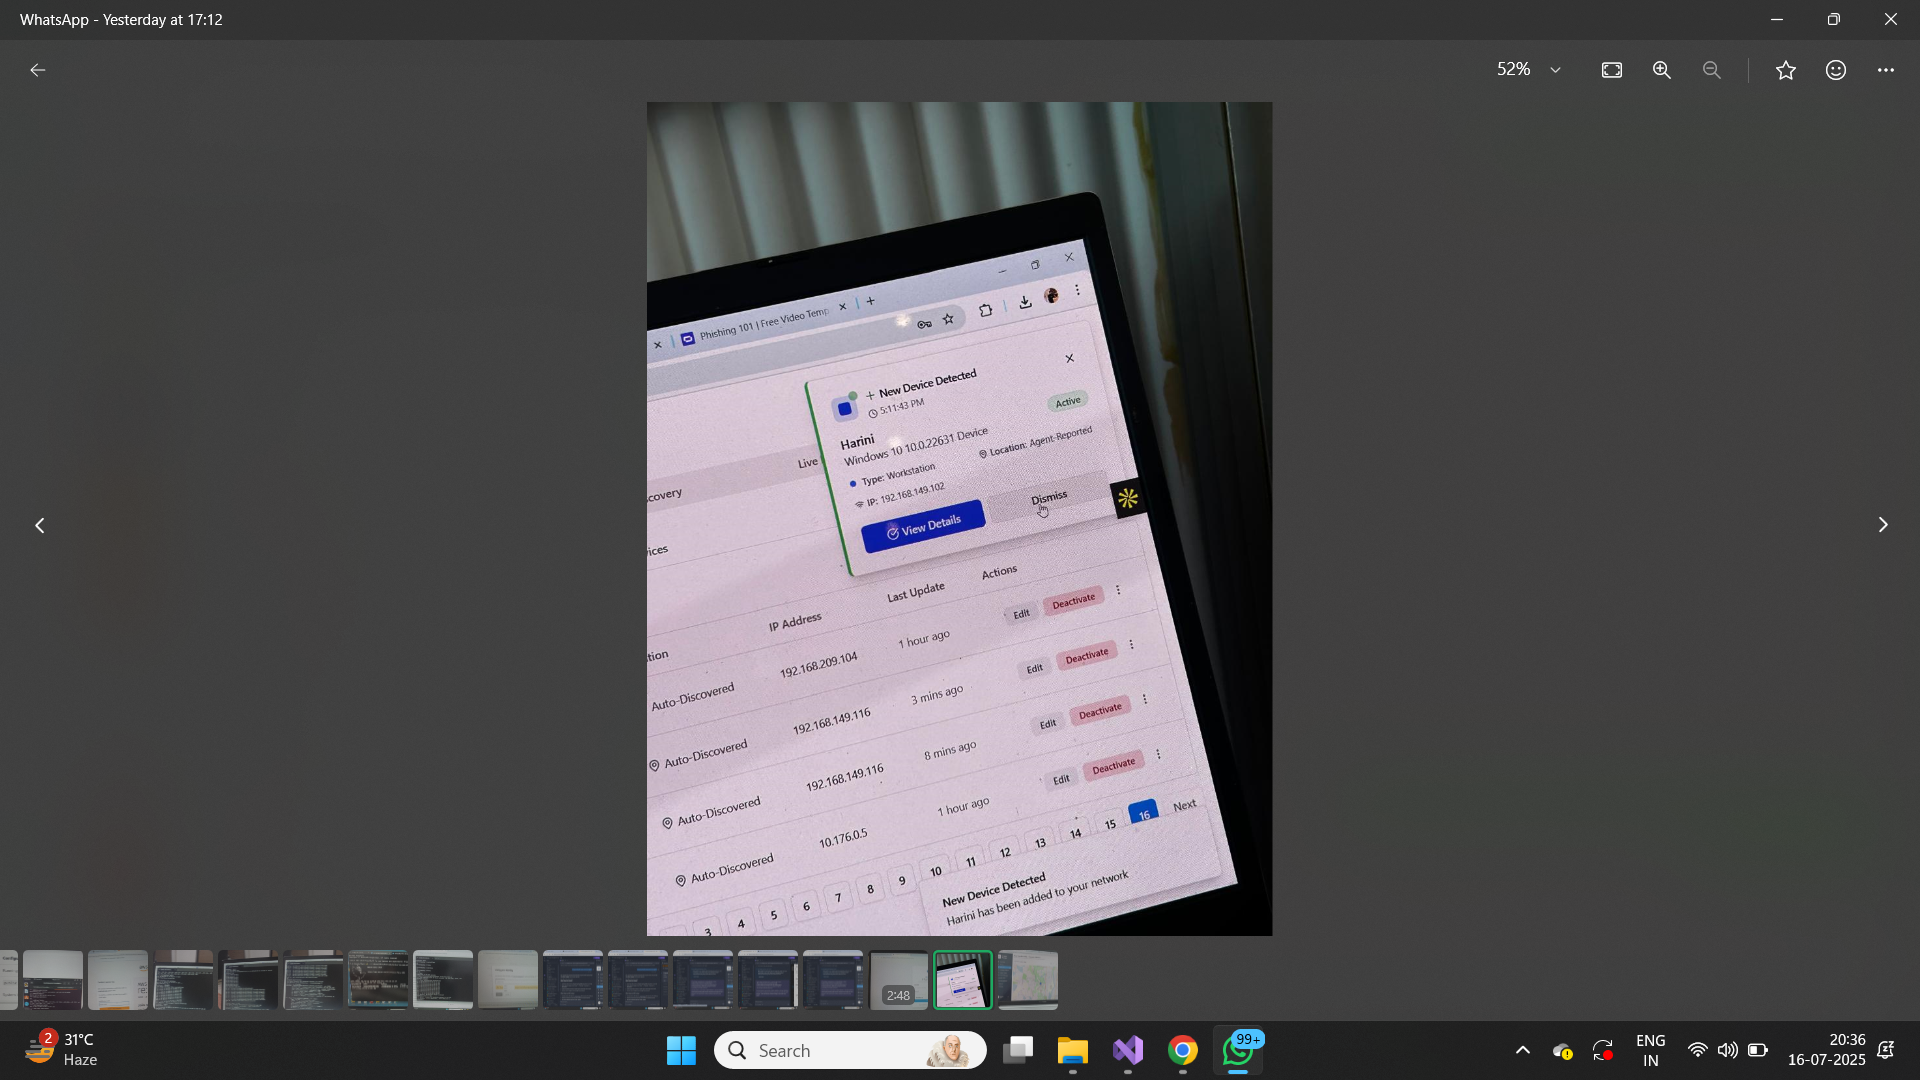 WhatsApp - Yesterday at 17:12
52%
Phishing 101 | Free Video Temp
New Device Detected
5:11:43 PM
Active
Harini
Windows 10 10.0.22631 Device
Type: Workstation
Location: Agent-Reported
IP: 192.168.149.102
View Details
Dismiss
Live
covery
ices
tion
IP Address
Last Update
Actions
Auto-Discovered
192.168.209.104
1 hour ago
Edit
Deactivate
Auto-Discovered
192.168.149.116
3 mins ago
Edit
Deactivate
Auto-Discovered
192.168.149.116
8 mins ago
Edit
Deactivate
Auto-Discovered
10.176.0.5
1 hour ago
Edit
Deactivate
3 4 5 6 7 8 9 10 11 12 13 14 15 16 Next
New Device Detected
Harini has been added to your network
2:48
2
31°C
Haze
Search
99+
ENG
IN
20:36
16-07-2025